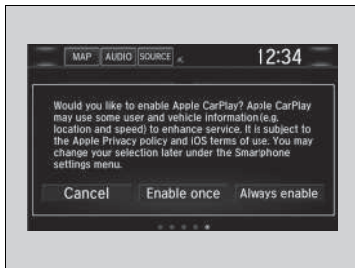 MAP AUDIO SOURCE 12:34
Would you like to enable Apple CarPlay? Apple CarPlay
may use some user and vehicle information(e.g.
location and speed) to enhance service. It is subject to
the Apple Privacy policy and iOS terms of use. You may
change your selection later under the Smarphone
settings menu.
Cancel Enable once Always enable